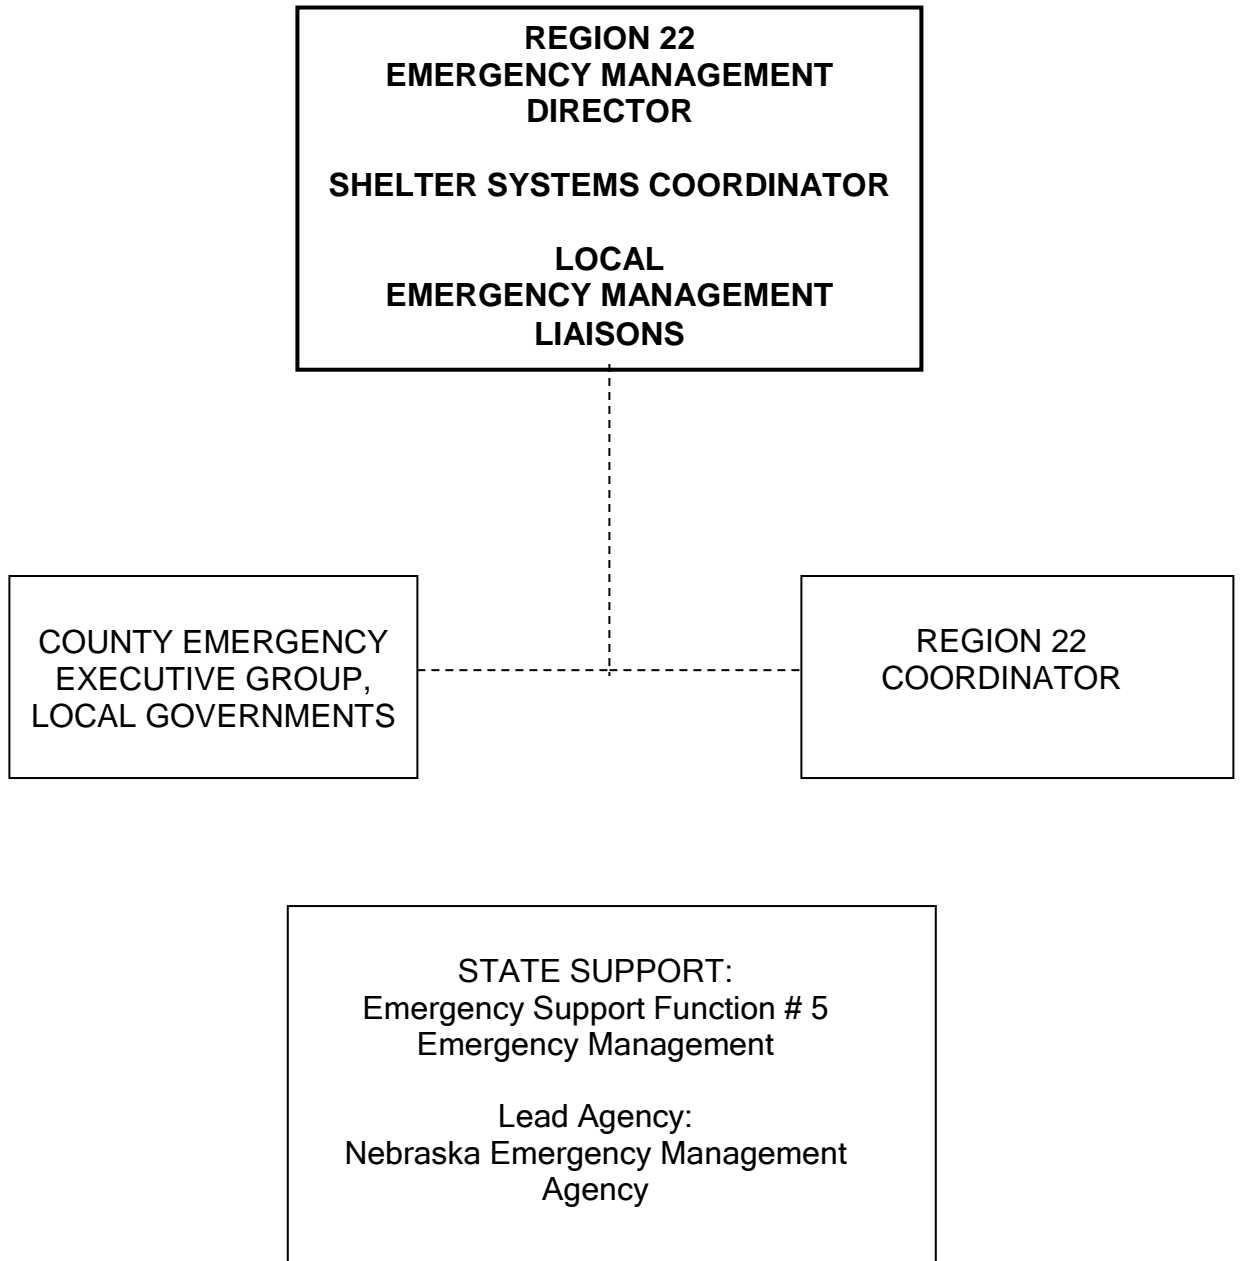 REGION 22
EMERGENCY MANAGEMENT
DIRECTOR
SHELTER SYSTEMS COORDINATOR
LOCAL
EMERGENCY MANAGEMENT
LIAISONS
COUNTY EMERGENCY
EXECUTIVE GROUP,
LOCAL GOVERNMENTS
REGION 22
COORDINATOR
STATE SUPPORT:
Emergency Support Function # 5
Emergency Management
Lead Agency:
Nebraska Emergency Management
Agency